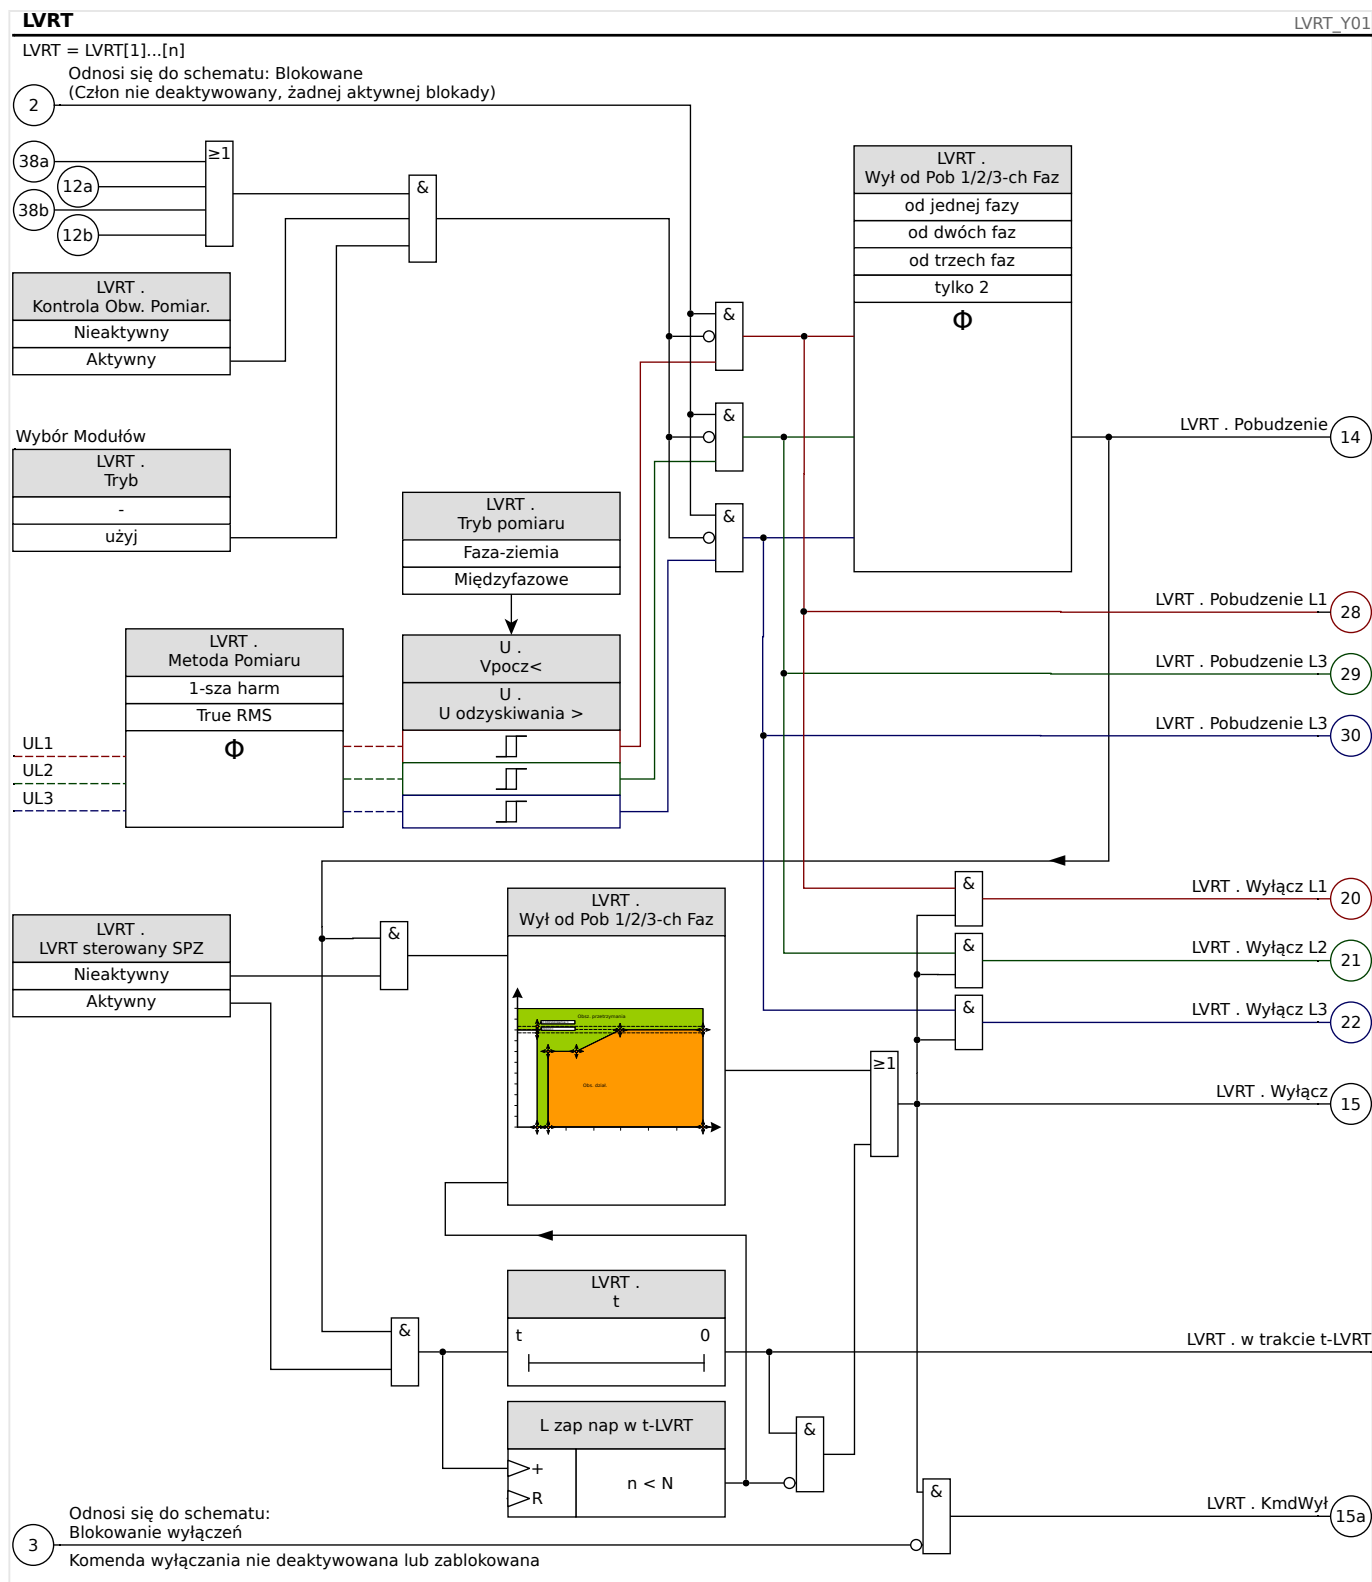 LVRT
LVRT_Y01
LVRT = LVRT[1]...[n]
Odnosi się do schematu: Blokowane
(Człon nie deaktywowany, żadnej aktywnej blokady)
2
38a
12a
38b
12b
≥1
&
LVRT .
Kontrola Obw. Pomiar.
Nieaktywny
Aktywny
Wybór Modułów
LVRT .
Tryb
-
użyj
LVRT .
Tryb pomiaru
Faza-ziemia
Międzyfazowe
LVRT .
Metoda Pomiaru
1-sza harm
True RMS
Φ
UL1
UL2
UL3
U .
Vpocz<
U .
U odzyskiwania >
&
&
&
LVRT .
Wył od Pob 1/2/3-ch Faz
od jednej fazy
od dwóch faz
od trzech faz
tylko 2
Φ
LVRT . Pobudzenie
14
LVRT . Pobudzenie L1
28
LVRT . Pobudzenie L3
29
LVRT . Pobudzenie L3
30
LVRT .
LVRT sterowany SPZ
Nieaktywny
Aktywny
&
LVRT .
Wył od Pob 1/2/3-ch Faz
Obsz. przetrzymania
Obs. dział.
&
LVRT . Wyłącz L1
20
&
LVRT . Wyłącz L2
21
&
LVRT . Wyłącz L3
22
≥1
LVRT . Wyłącz
15
&
LVRT .
t
t 0
LVRT . w trakcie t-LVRT
L zap nap w t-LVRT
+
R
n < N
&
&
LVRT . KmdWył
15a
3
Odnosi się do schematu:
Blokowanie wyłączeń
Komenda wyłączania nie deaktywowana lub zablokowana